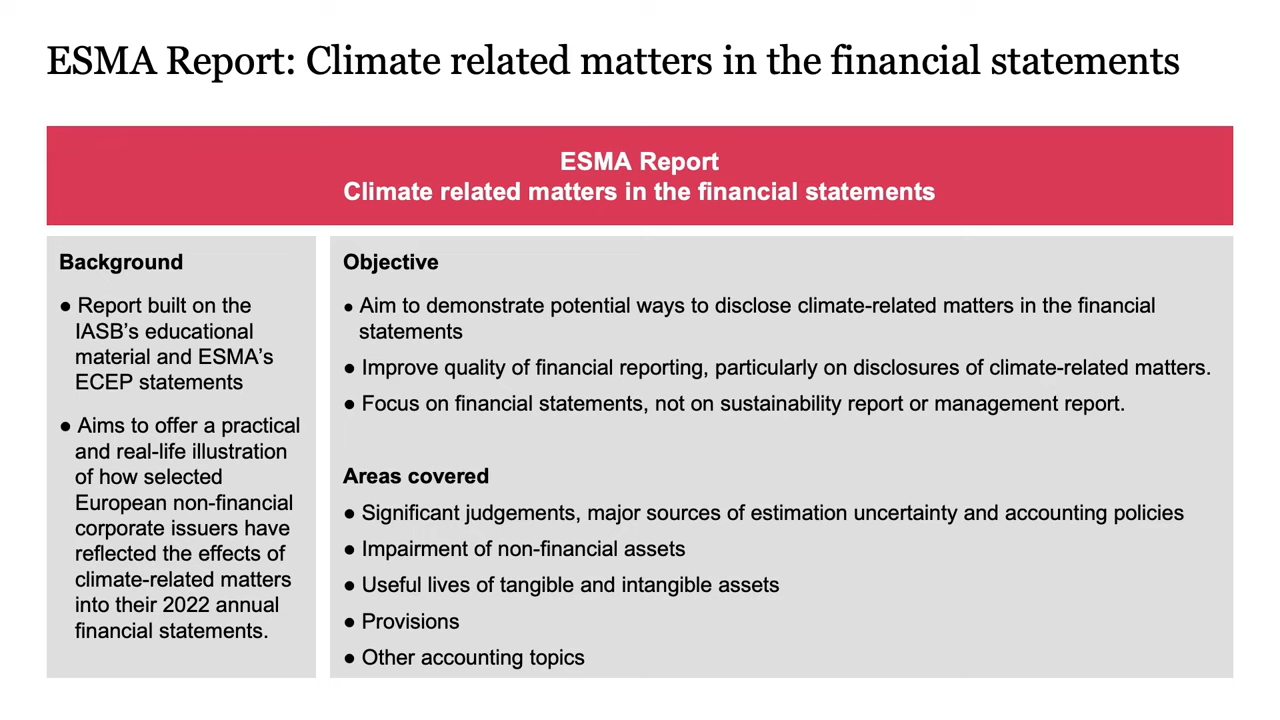 ESMA Report: Climate related matters in the financial statements
ESMA Report
Climate related matters in the financial statements
Background
● Report built on the
IASB's educational
material and ESMA's
ECEP statements
● Aims to offer a practical
and real-life illustration
of how selected
European non-financial
corporate issuers have
reflected the effects of
climate-related matters
into their 2022 annual
financial statements.
Objective
● Aim to demonstrate potential ways to disclose climate-related matters in the financial
statements
● Improve quality of financial reporting, particularly on disclosures of climate-related matters.
● Focus on financial statements, not on sustainability report or management report.
Areas covered
● Significant judgements, major sources of estimation uncertainty and accounting policies
● Impairment of non-financial assets
● Useful lives of tangible and intangible assets
● Provisions
● Other accounting topics